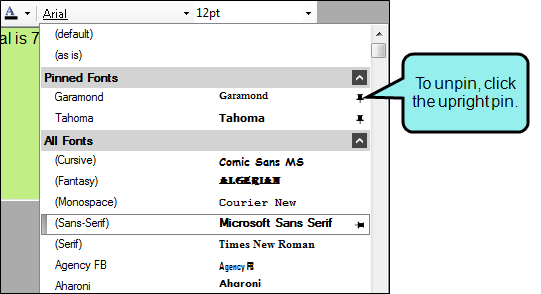 A Arial 12pt
al is 7
(default)
(as is)
Pinned Fonts
Garamond Garamond
Tahoma Tahoma
All Fonts
(Cursive) Comic Sans MS
(Fantasy) ALGERIAN
(Monospace) Courier New
(Sans-Serif) Microsoft Sans Serif
(Serif) Times New Roman
Agency FB Agency FB
Aharoni Aharoni
To unpin, click
the upright pin.